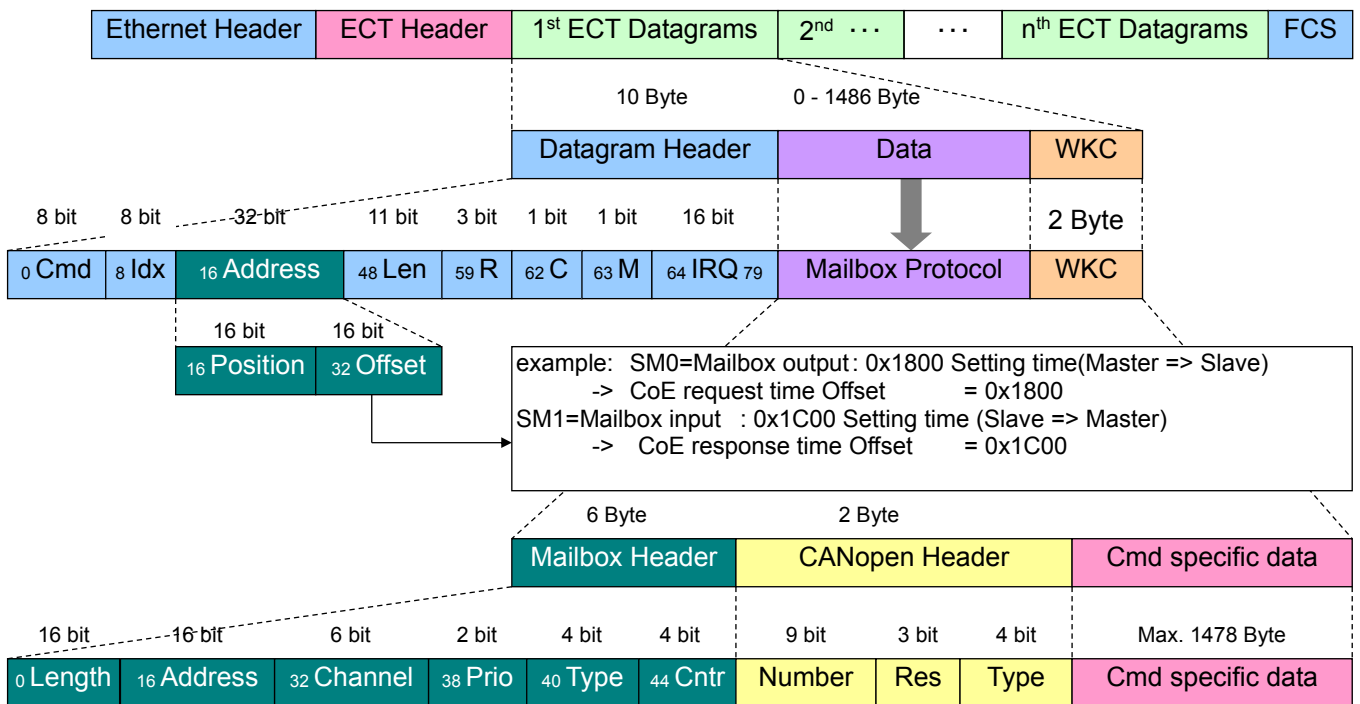 Ethernet Header ECT Header 1st ECT Datagrams 2nd ··· ··· nth ECT Datagrams FCS
10 Byte 0 - 1486 Byte
Datagram Header Data WKC
8 bit 8 bit 32 bit 11 bit 3 bit 1 bit 1 bit 16 bit 2 Byte
0 Cmd 8 Idx 16 Address 48 Len 59 R 62 C 63 M 64 IRQ 79 Mailbox Protocol WKC
16 bit 16 bit
16 Position 32 Offset
example: SM0=Mailbox output : 0x1800 Setting time(Master => Slave)
-> CoE request time Offset = 0x1800
SM1=Mailbox input : 0x1C00 Setting time (Slave => Master)
-> CoE response time Offset = 0x1C00
6 Byte 2 Byte
Mailbox Header CANopen Header Cmd specific data
16 bit 16 bit 6 bit 2 bit 4 bit 4 bit 9 bit 3 bit 4 bit Max. 1478 Byte
0 Length 16 Address 32 Channel 38 Prio 40 Type 44 Cntr Number Res Type Cmd specific data